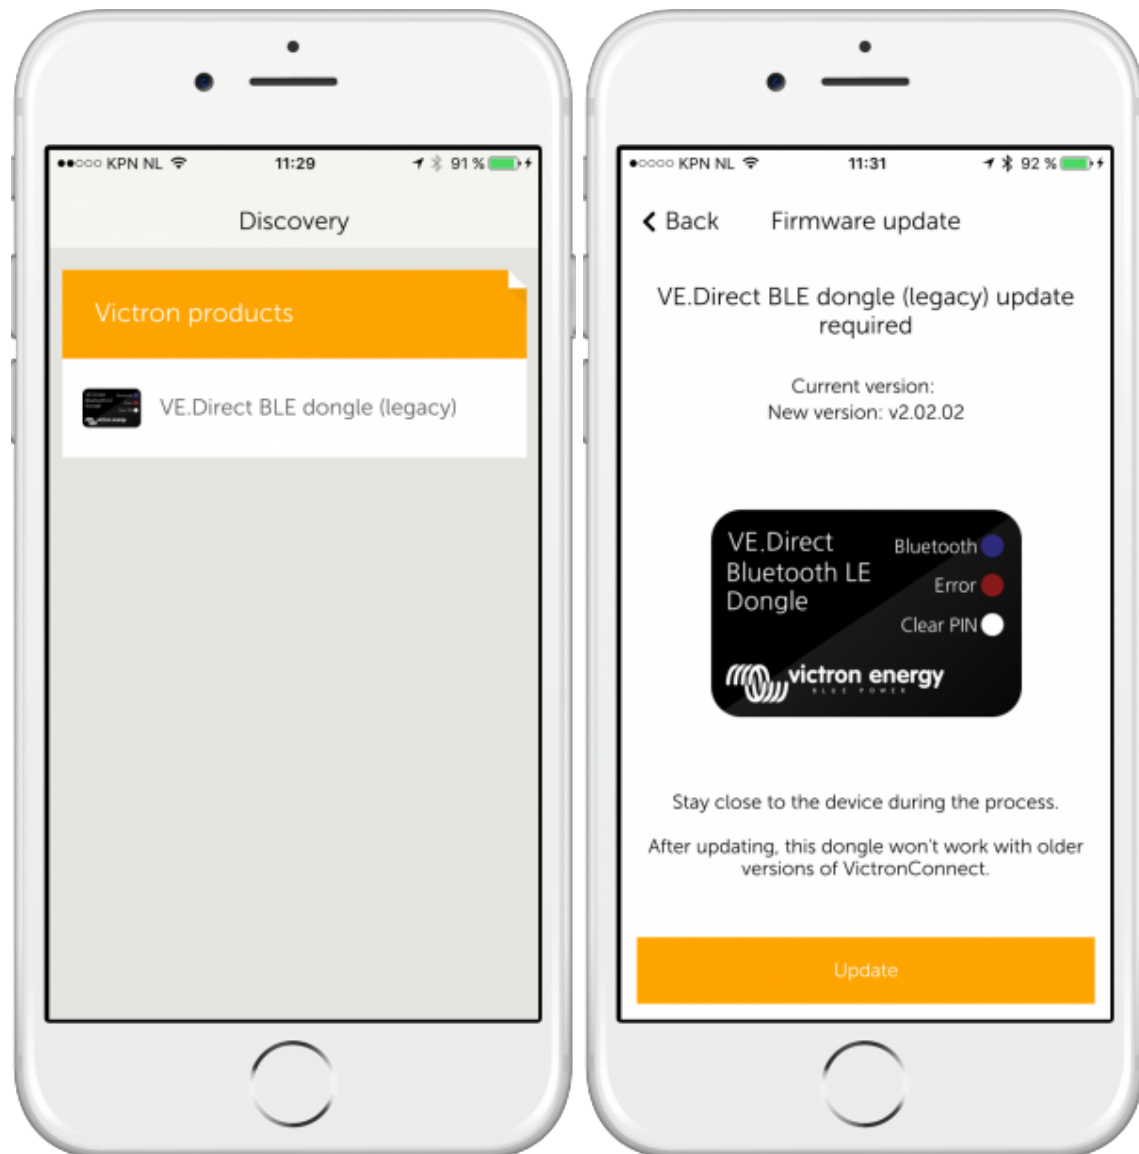 KPN NL 11:29 91 %
Discovery
Victron products
VE.Direct BLE dongle (legacy)
KPN NL 11:31 92 %
Back Firmware update
VE.Direct BLE dongle (legacy) update
required
Current version:
New version: v2.02.02
VE.Direct
Bluetooth LE
Dongle
Bluetooth
Error
Clear PIN
victron energy
BLUE POWER
Stay close to the device during the process.
After updating, this dongle won't work with older
versions of VictronConnect.
Update